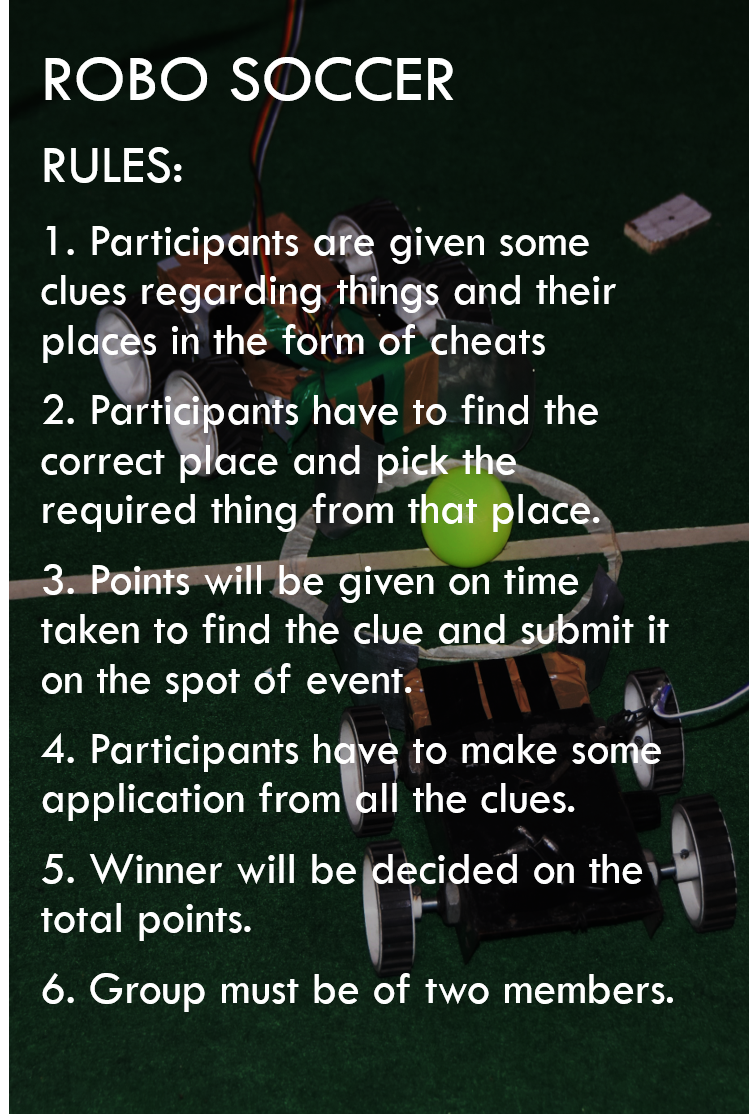 ROBO SOCCER
RULES:
1. Participants are given some
clues regarding things and their
places in the form of cheats
2. Participants have to find the
correct place and pick the
required thing from that place.
3. Points will be given on time
taken to find the clue and submit it
on the spot of event.
4. Participants have to make some
application from all the clues.
5. Winner will be decided on the
total points.
6. Group must be of two members.